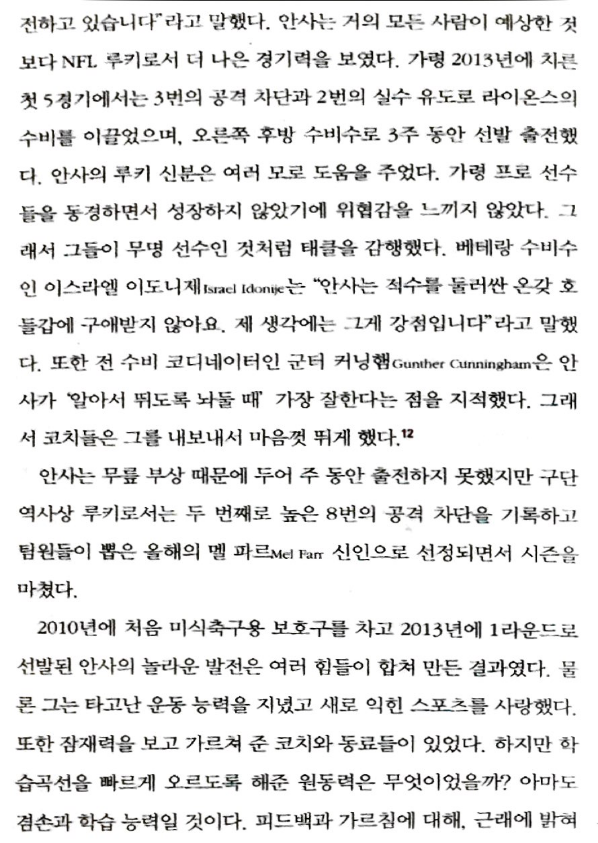 전하고 있습니다”라고 말했다. 안사는 거의 모든 사람이 예상한 것
보다 NFL 루키로서 더 나은 경기력을 보였다. 가령 2013년에 치른
첫 5경기에서는 3번의 공격 차단과 2번의 실수 유도로 라이온스의
수비를 이끌었으며, 오른쪽 후방 수비수로 3주 동안 선발 출전했
다. 안사의 루키 신분은 여러 모로 도움을 주었다. 가령 프로 선수
들을 동경하면서 성장하지 않았기에 위협감을 느끼지 않았다. 그
래서 그들이 무명 선수인 것처럼 태클을 감행했다. 베테랑 수비수
인 이스라엘 이도니제Israel Idonije는 “안사는 적수를 둘러싼 온갖 호
들갑에 구애받지 않아요. 제 생각에는 그게 강점입니다”라고 말했
다. 또한 전 수비 코디네이터인 군터 커닝햄Gunther Cunningham은 안
사가 ‘알아서 뛰도록 놔둘 때’ 가장 잘한다는 점을 지적했다. 그래
서 코치들은 그를 내보내서 마음껏 뛰게 했다.12
안사는 무릎 부상 때문에 두어 주 동안 출전하지 못했지만 구단
역사상 루키로서는 두 번째로 높은 8번의 공격 차단을 기록하고
팀원들이 뽑은 올해의 멜 파르Mel Farr 신인으로 선정되면서 시즌을
마쳤다.
2010년에 처음 미식축구용 보호구를 차고 2013년에 1라운드로
선발된 안사의 놀라운 발전은 여러 힘들이 합쳐 만든 결과였다. 물
론 그는 타고난 운동 능력을 지녔고 새로 익힌 스포츠를 사랑했다.
또한 잠재력을 보고 가르쳐 준 코치와 동료들이 있었다. 하지만 학
습곡선을 빠르게 오르도록 해준 원동력은 무엇이었을까? 아마도
겸손과 학습 능력일 것이다. 피드백과 가르침에 대해, 근래에 밝혀